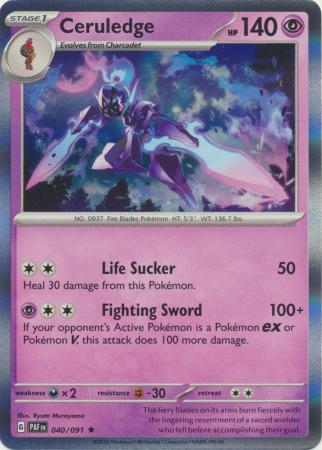 STAGE 1
Ceruledge
HP 140
Evolves from Charcadet
NO. 0937 Fire Blades Pokémon HT: 5'3" WT: 136.7 lbs.
Life Sucker 50
Heal 30 damage from this Pokémon.
Fighting Sword 100+
If your opponent's Active Pokémon is a Pokémon ex or
Pokémon V, this attack does 100 more damage.
weakness ×2 resistance -30 retreat
Illus. Ryota Murayama
G PAF EN 040/091 ★
The fiery blades on its arms burn fiercely with
the lingering resentment of a sword wielder
who fell before accomplishing their goal.